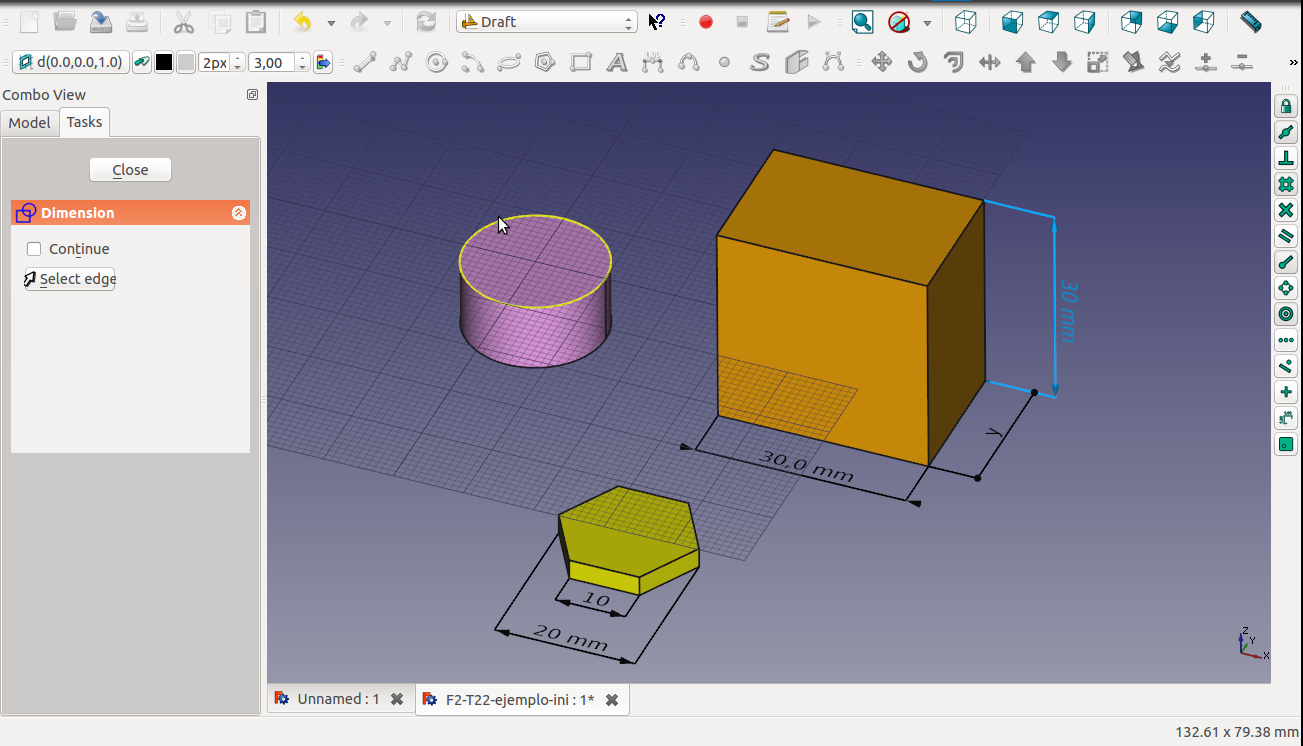 Draft
d(0.0,0.0,1.0)
2px
3,00
»
Combo View
Model
Tasks
Close
Dimension
Continue
Select edge
30 mm
y
30,0 mm
10
20 mm
Z
Y
X
Unnamed : 1
F2-T22-ejemplo-ini : 1*
132.61 x 79.38 mm